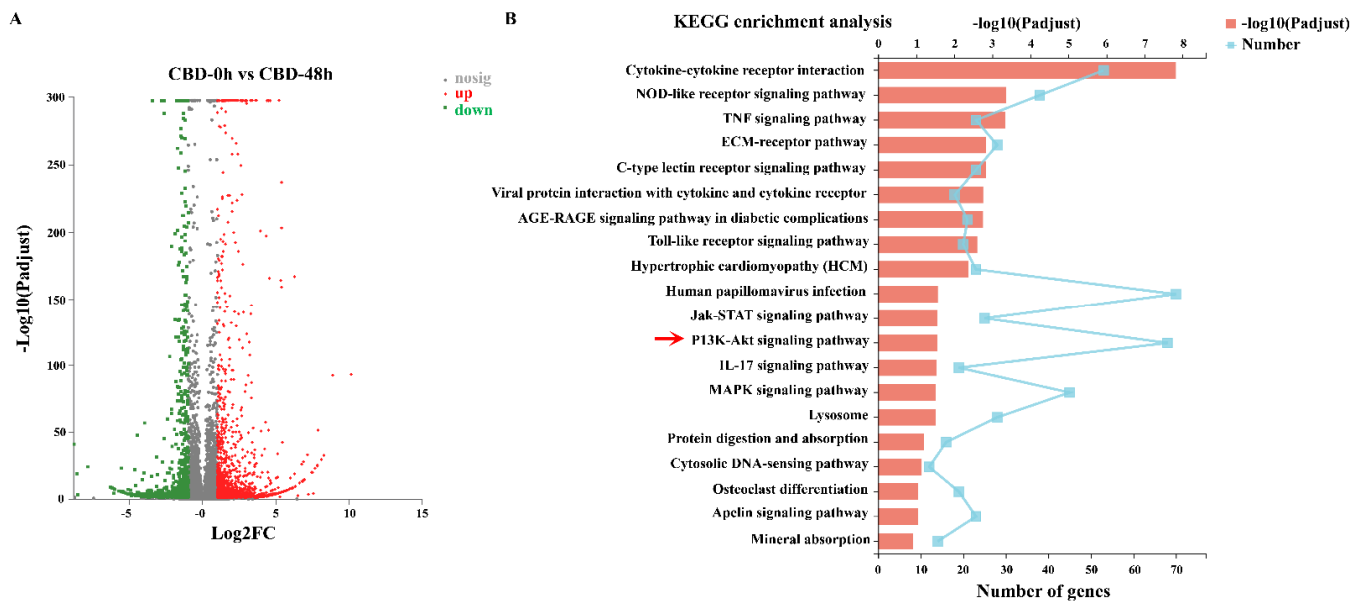 A
CBD-0h vs CBD-48h
nosig
up
down
300
250
200
150
100
50
0
-Log10(Padjust)
-5
-0
5
10
15
Log2FC
B
KEGG enrichment analysis
-log10(Padjust)
-log10(Padjust)
Number
0 1 2 3 4 5 6 7 8
Cytokine-cytokine receptor interaction
NOD-like receptor signaling pathway
TNF signaling pathway
ECM-receptor pathway
C-type lectin receptor signaling pathway
Viral protein interaction with cytokine and cytokine receptor
AGE-RAGE signaling pathway in diabetic complications
Toll-like receptor signaling pathway
Hypertrophic cardiomyopathy (HCM)
Human papillomavirus infection
Jak-STAT signaling pathway
P13K-Akt signaling pathway
IL-17 signaling pathway
MAPK signaling pathway
Lysosome
Protein digestion and absorption
Cytosolic DNA-sensing pathway
Osteoclast differentiation
Apelin signaling pathway
Mineral absorption
0 10 20 30 40 50 60 70
Number of genes